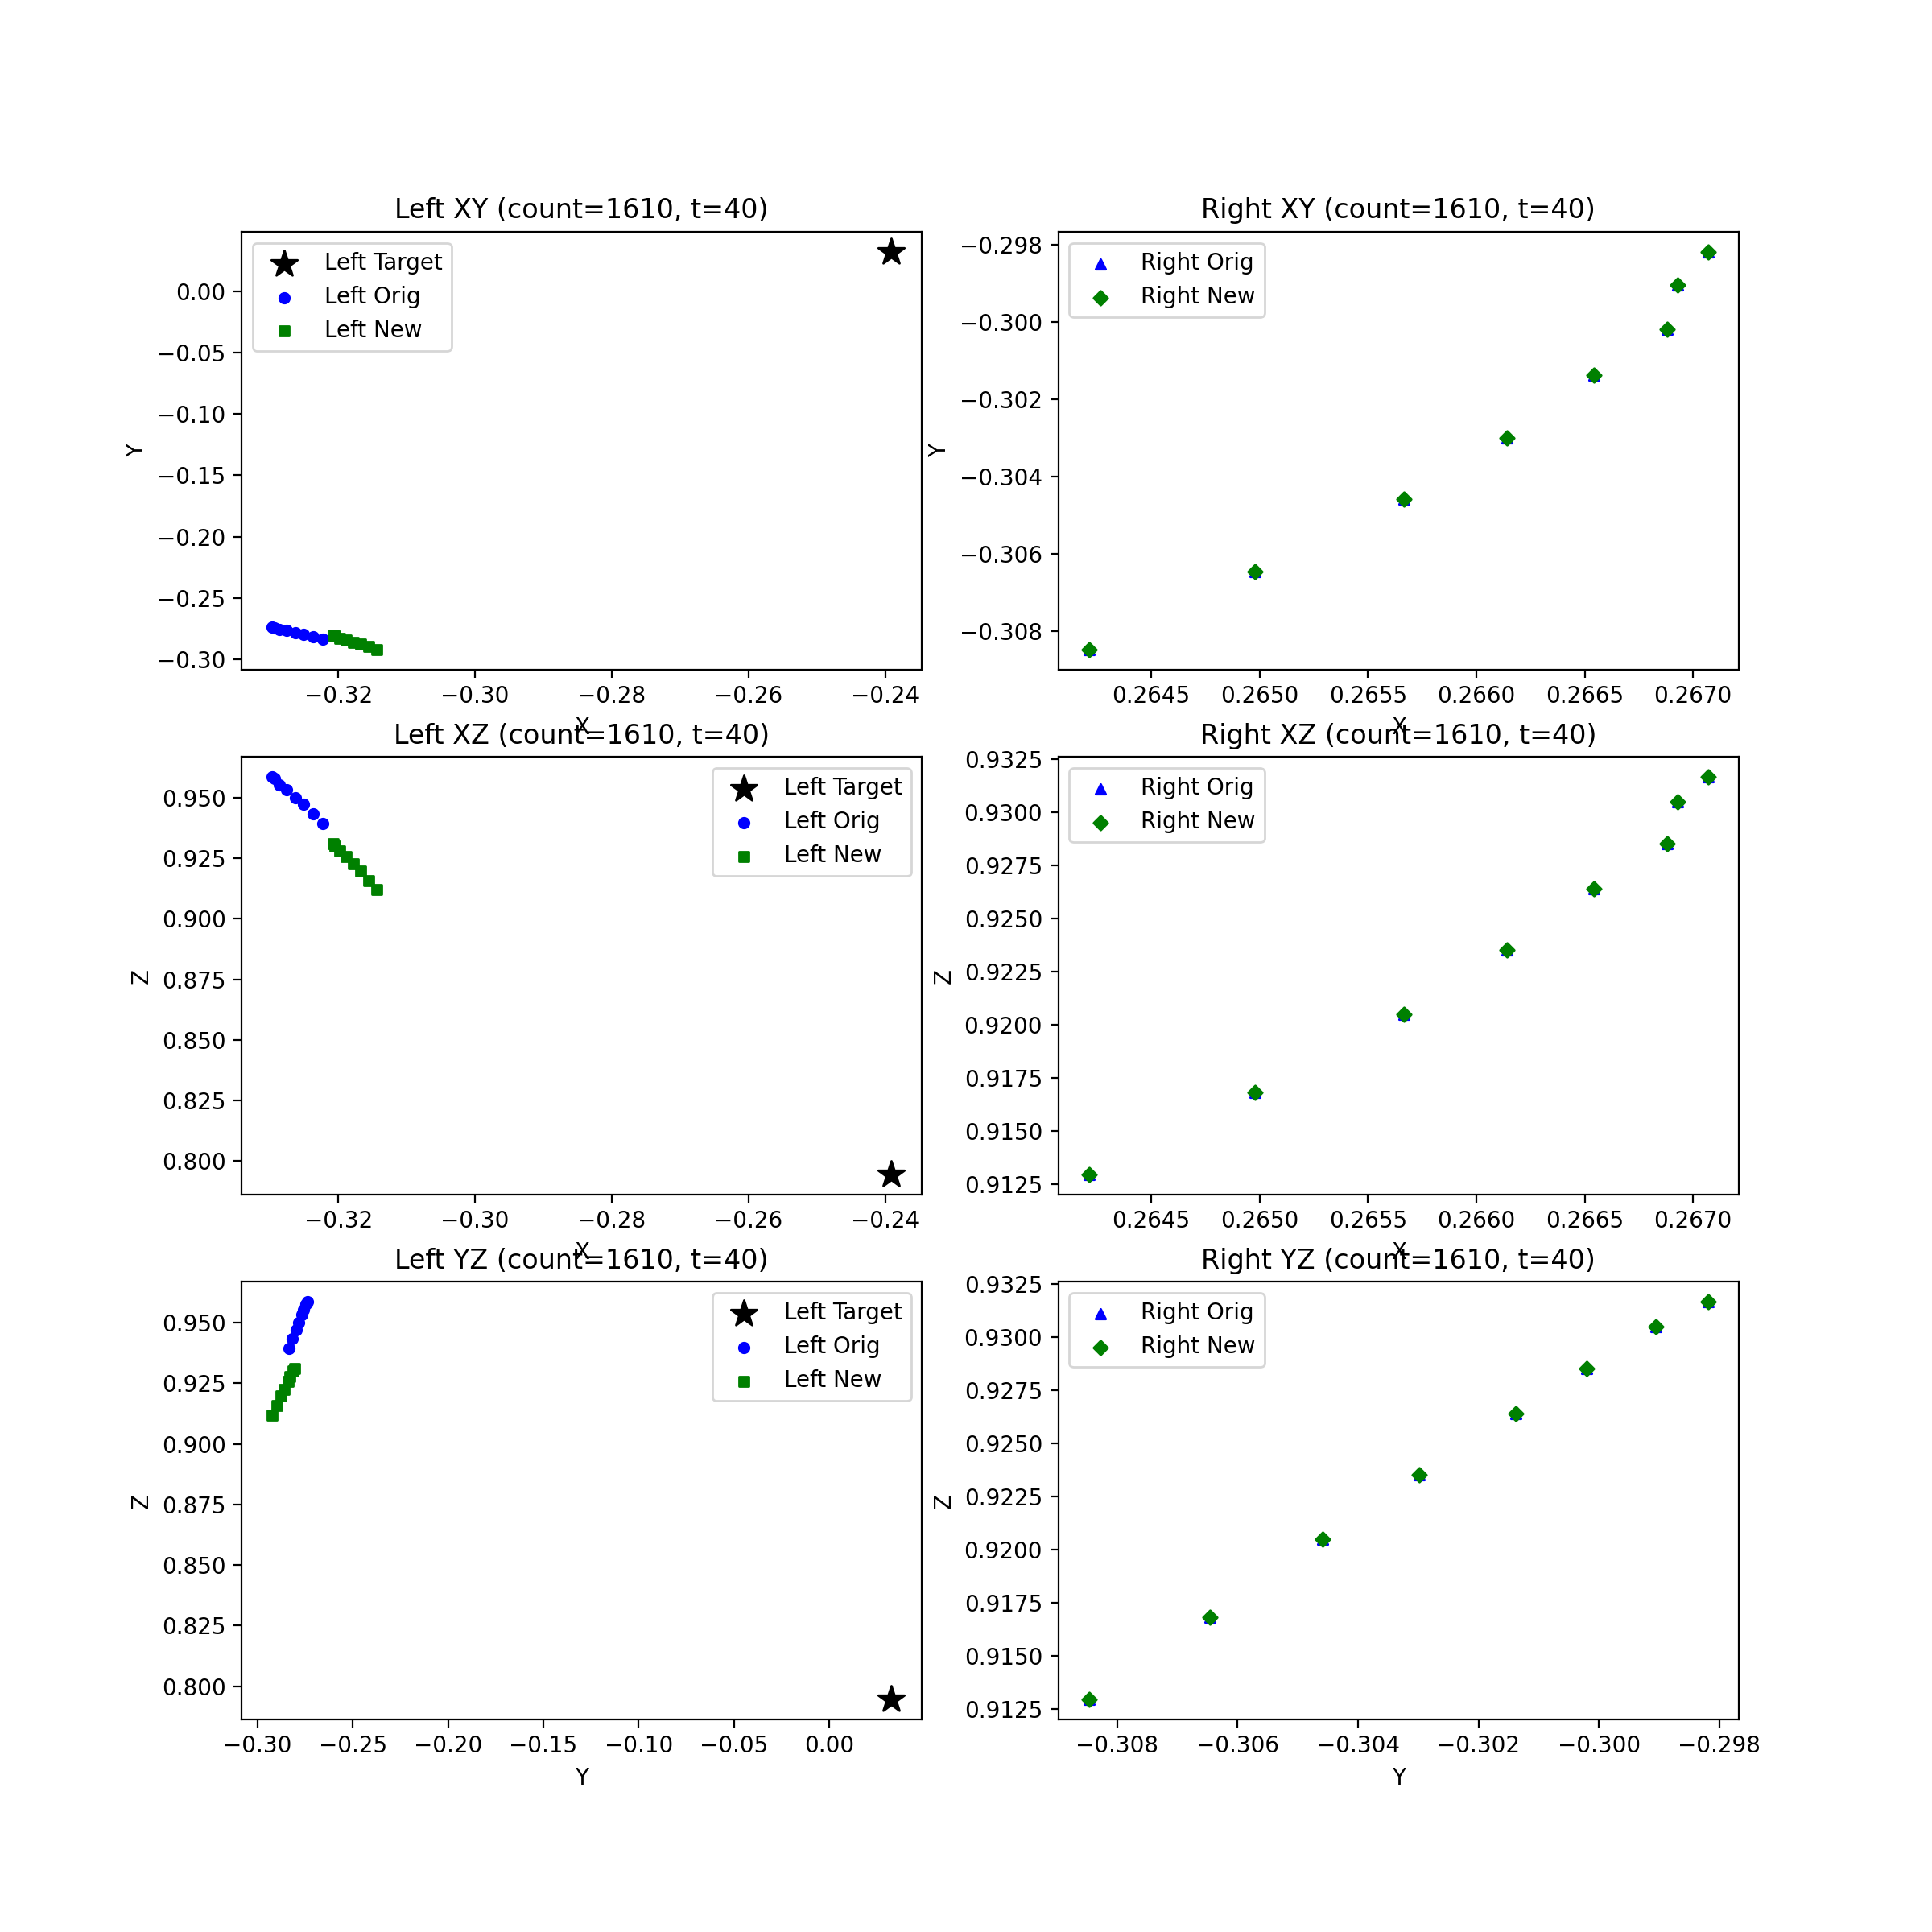 Left XY (count=1610, t=40)
Left Target
Left Orig
Left New
0.00
−0.05
−0.10
−0.15
−0.20
−0.25
−0.30
Y
−0.32
−0.30
−0.28
−0.26
−0.24
X
Right XY (count=1610, t=40)
Right Orig
Right New
−0.298
−0.300
−0.302
−0.304
−0.306
−0.308
Y
0.2645
0.2650
0.2655
0.2660
0.2665
0.2670
X
Left XZ (count=1610, t=40)
Left Target
Left Orig
Left New
0.950
0.925
0.900
0.875
0.850
0.825
0.800
Z
−0.32
−0.30
−0.28
−0.26
−0.24
X
Right XZ (count=1610, t=40)
Right Orig
Right New
0.9325
0.9300
0.9275
0.9250
0.9225
0.9200
0.9175
0.9150
0.9125
Z
0.2645
0.2650
0.2655
0.2660
0.2665
0.2670
X
Left YZ (count=1610, t=40)
Left Target
Left Orig
Left New
0.950
0.925
0.900
0.875
0.850
0.825
0.800
Z
−0.30
−0.25
−0.20
−0.15
−0.10
−0.05
0.00
Y
Right YZ (count=1610, t=40)
Right Orig
Right New
0.9325
0.9300
0.9275
0.9250
0.9225
0.9200
0.9175
0.9150
0.9125
Z
−0.308
−0.306
−0.304
−0.302
−0.300
−0.298
Y